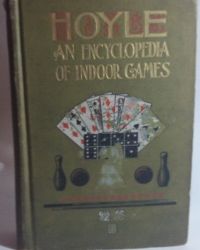 HOYLE
AN ENCYCLOPEDIA
OF INDOOR GAMES